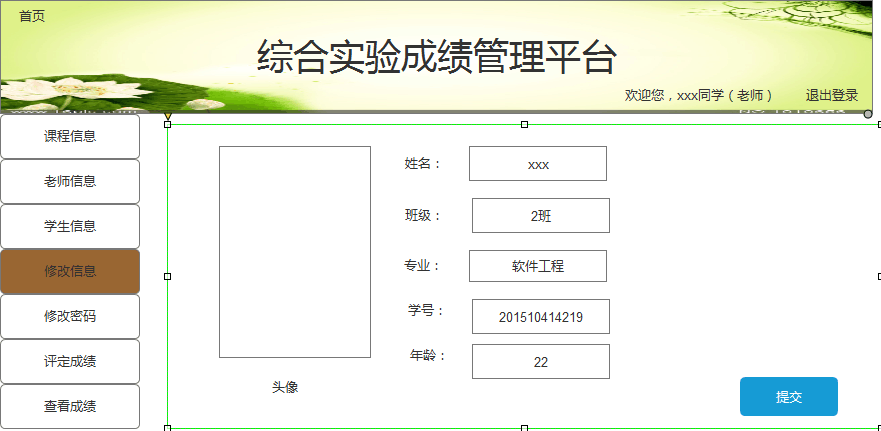 首页
综合实验成绩管理平台
欢迎您，xxx同学（老师）
退出登录
课程信息
老师信息
学生信息
修改信息
修改密码
评定成绩
查看成绩
头像
姓名：
xxx
班级：
2班
专业：
软件工程
学号：
201510414219
年龄：
22
提交